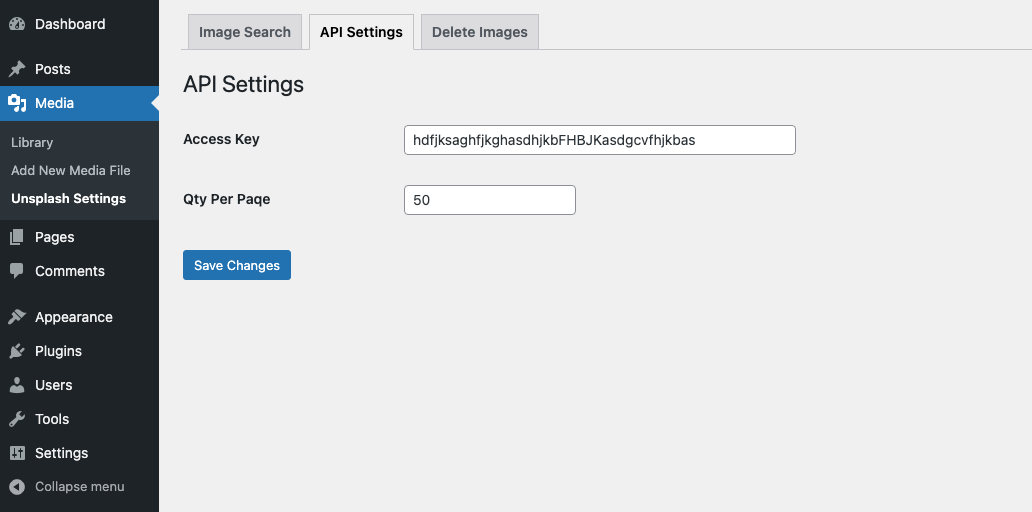 Dashboard
Posts
Media
Library
Add New Media File
Unsplash Settings
Pages
Comments
Appearance
Plugins
Users
Tools
Settings
Collapse menu
Image Search
API Settings
Delete Images
API Settings
Access Key
hdfjksaghfjkghasdhjkbFHBJKasdgcvfhjkbas
Qty Per Paqe
50
Save Changes